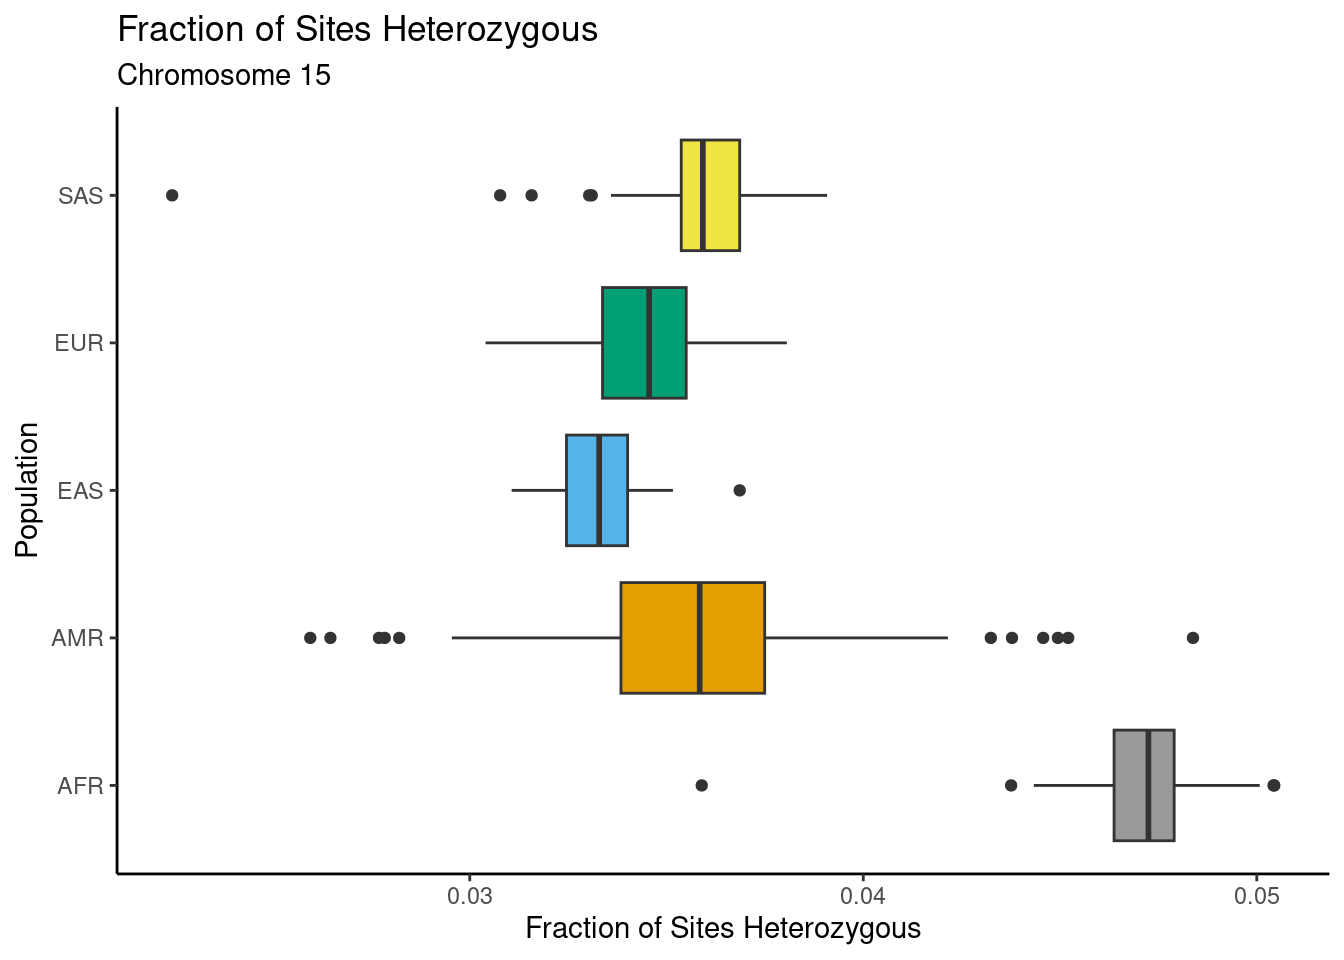 Fraction of Sites Heterozygous
Chromosome 15
SAS
EUR
EAS
AMR
AFR
Population
0.03
0.04
0.05
Fraction of Sites Heterozygous